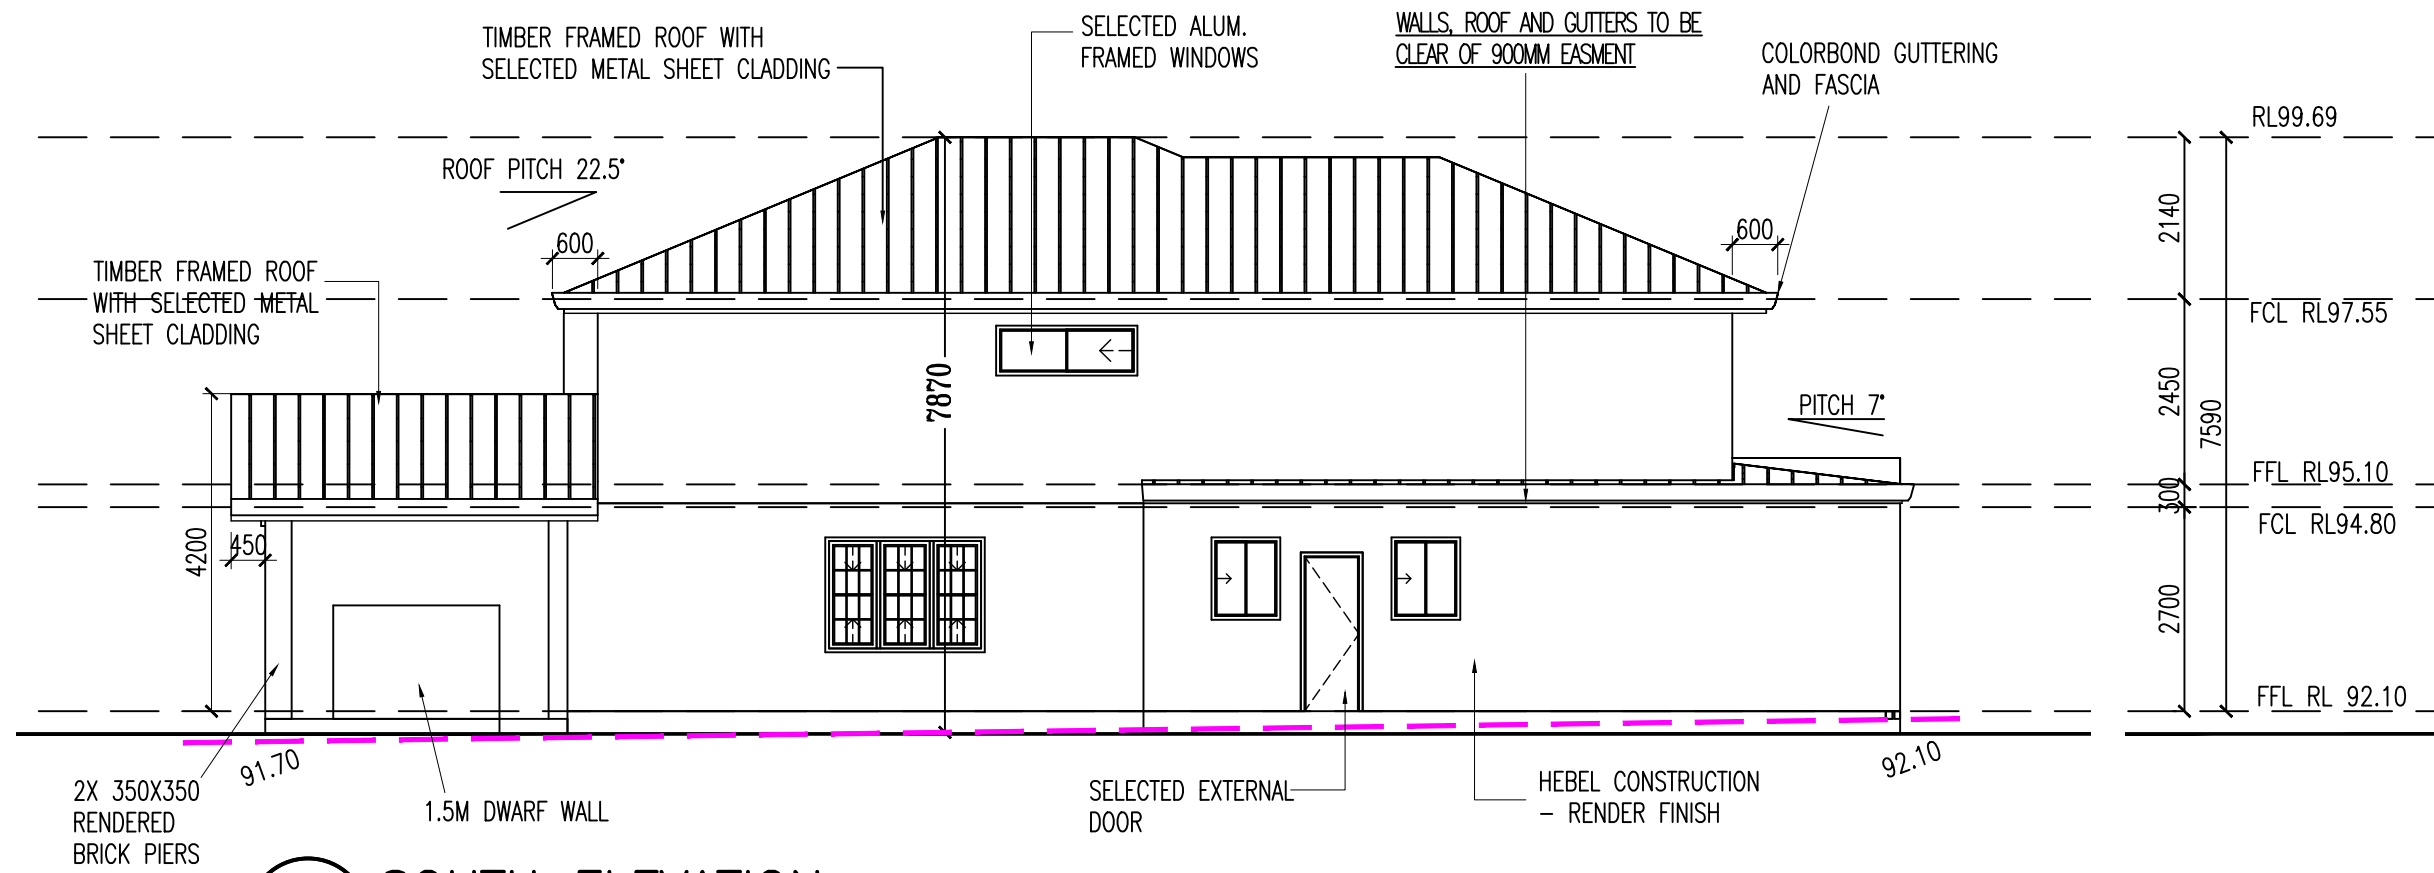 TIMBER FRAMED ROOF WITH
SELECTED METAL SHEET CLADDING
SELECTED ALUM.
FRAMED WINDOWS
WALLS, ROOF AND GUTTERS TO BE
CLEAR OF 900MM EASMENT
COLORBOND GUTTERING
AND FASCIA
RL99.69
ROOF PITCH 22.5°
600
600
2140
TIMBER FRAMED ROOF
WITH SELECTED METAL
SHEET CLADDING
FCL RL97.55
7870
2450
7590
PITCH 7°
FFL RL95.10
300
FCL RL94.80
4200
450
2700
FFL RL 92.10
91.70
92.10
2X 350X350
RENDERED
BRICK PIERS
1.5M DWARF WALL
SELECTED EXTERNAL
DOOR
HEBEL CONSTRUCTION
– RENDER FINISH
SOUTH ELEVATION